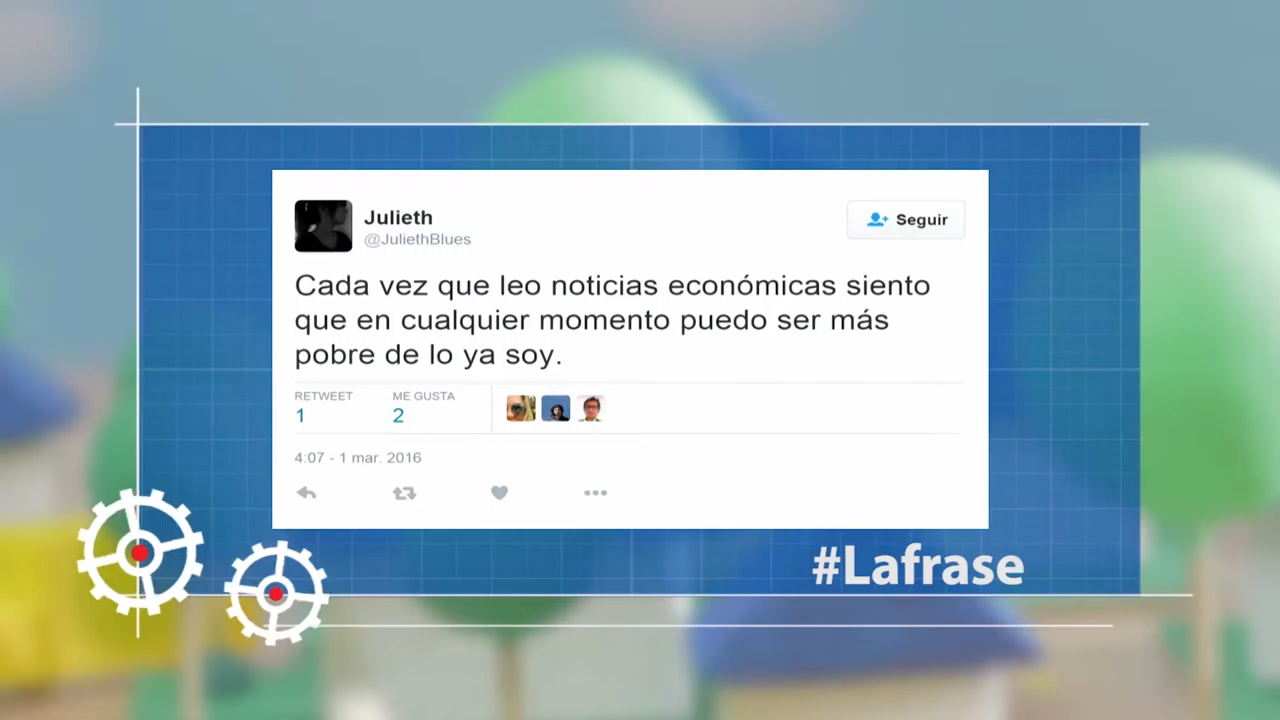 Julieth
@JuliethBlues
Seguir
Cada vez que leo noticias económicas siento
que en cualquier momento puedo ser más
pobre de lo ya soy.
RETWEET ME GUSTA
1 2
4:07 - 1 mar. 2016
#Lafrase